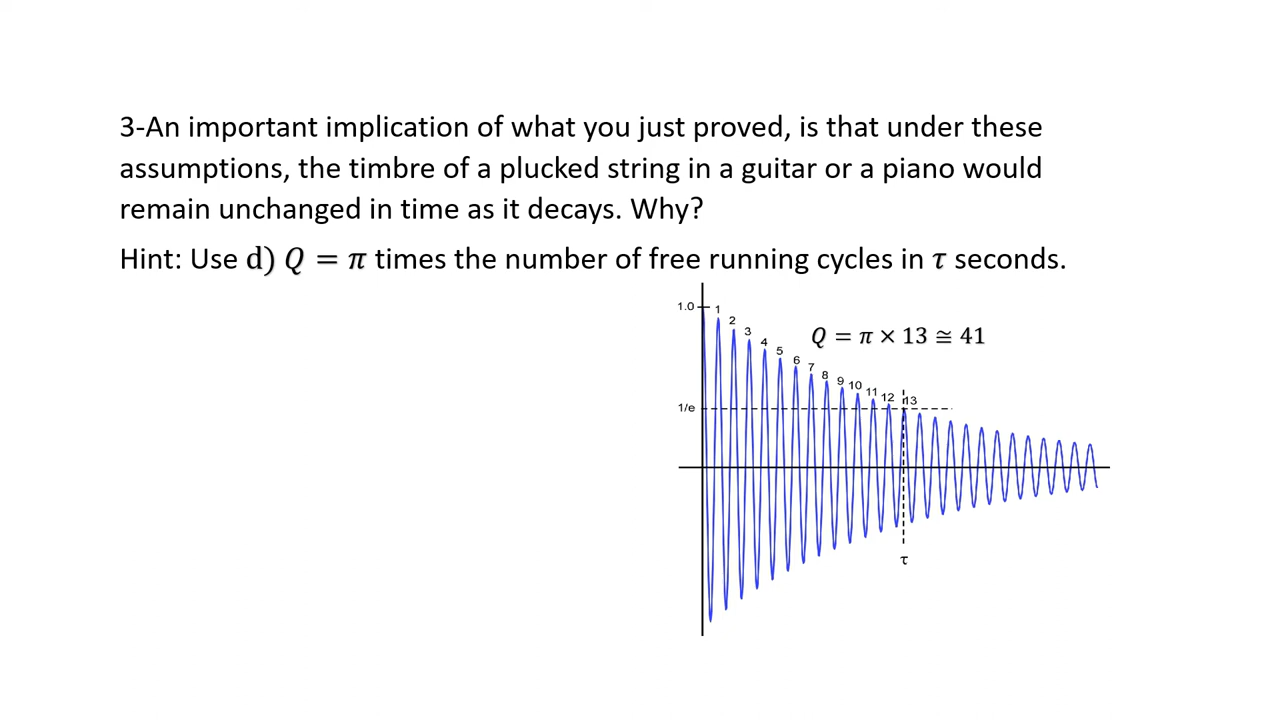 3-An important implication of what you just proved, is that under these
assumptions, the timbre of a plucked string in a guitar or a piano would
remain unchanged in time as it decays. Why?
Hint: Use d) Q = π times the number of free running cycles in τ seconds.
1.0
1
2
3
4
5
6
7
8
9
10
11
12
13
Q = π × 13 ≅ 41
1/e
τ